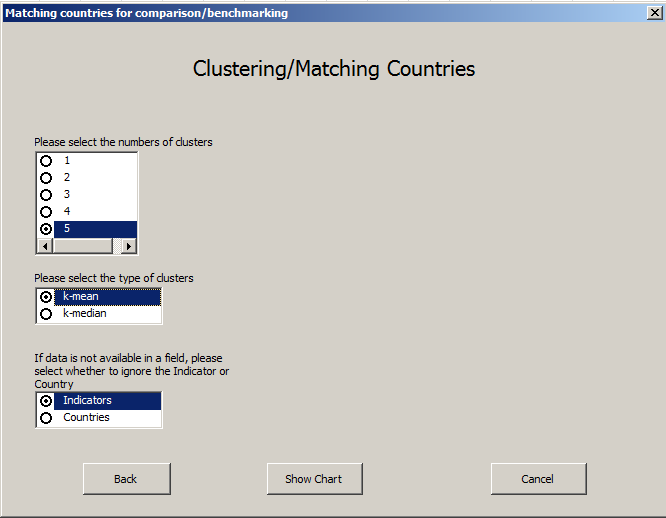 Matching countries for comparison/benchmarking
Clustering/Matching Countries
Please select the numbers of clusters
1
2
3
4
5
Please select the type of clusters
k-mean
k-median
If data is not available in a field, please
select whether to ignore the Indicator or
Country
Indicators
Countries
Back
Show Chart
Cancel